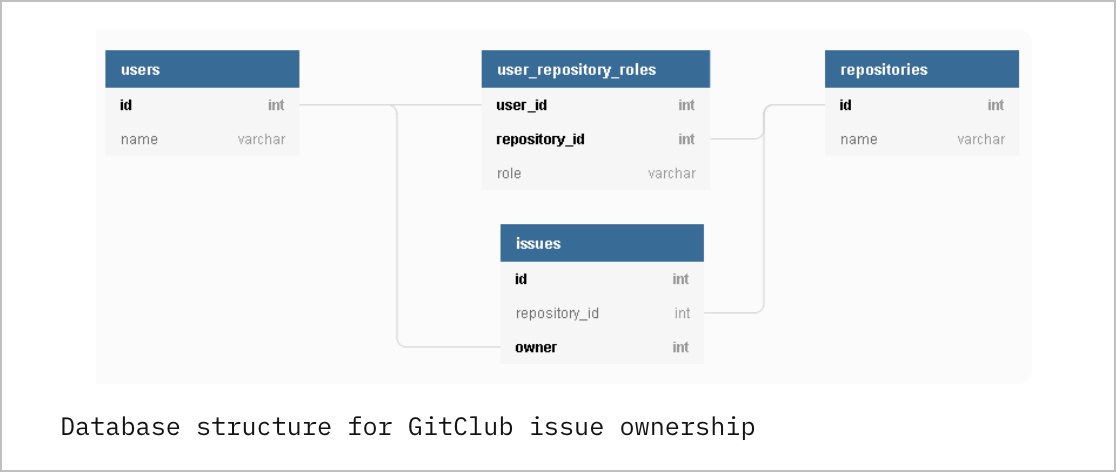 users
id int
name varchar
user_repository_roles
user_id int
repository_id int
role varchar
repositories
id int
name varchar
issues
id int
repository_id int
owner int
Database structure for GitClub issue ownership